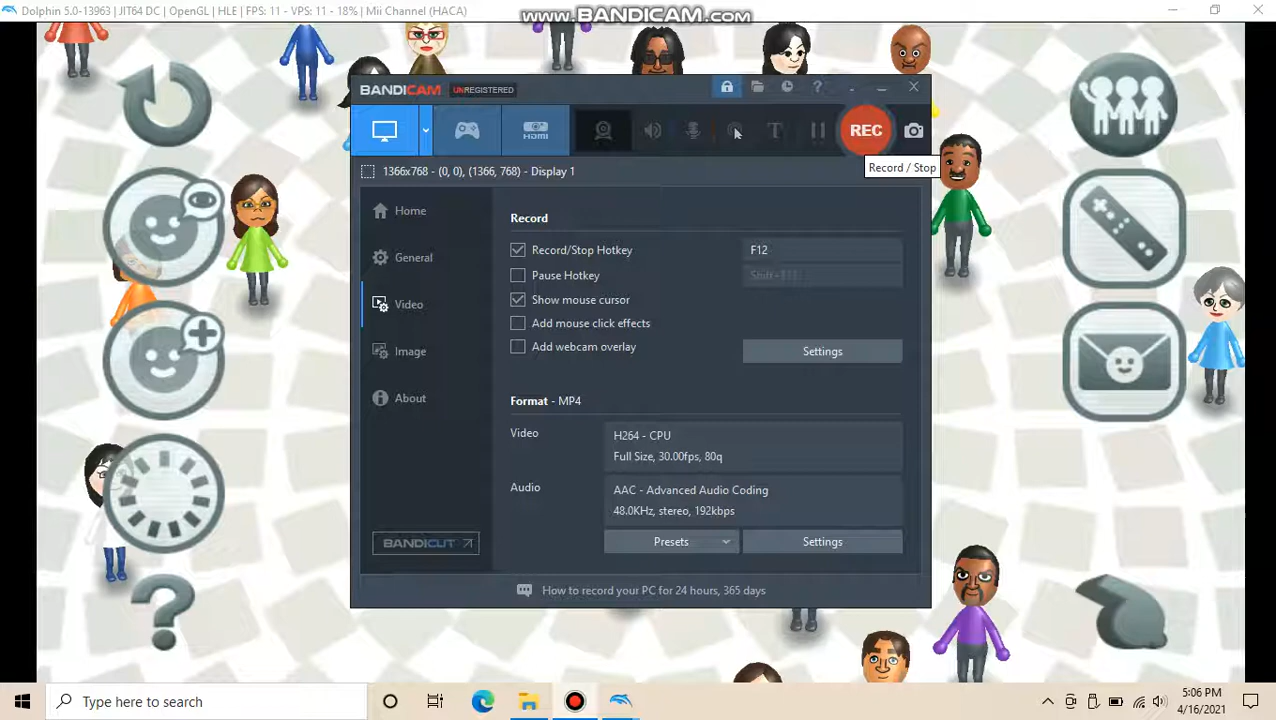 Dolphin 5.0-13963 | JIT64 DC | OpenGL | HLE | FPS: 11 - VPS: 11 - 18% | Mii Channel (HACA)
www.BANDICAM.com
BANDICAM UNREGISTERED
HDMI
T
REC
Record / Stop
1366x768 - (0, 0), (1366, 768) - Display 1
Home
General
Video
Image
About
BANDICUT
Record
Record/Stop Hotkey F12
Pause Hotkey
Show mouse cursor
Add mouse click effects
Add webcam overlay
Settings
Format - MP4
Video
H264 - CPU
Full Size, 30.00fps, 80q
Audio
AAC - Advanced Audio Coding
48.0KHz, stereo, 192kbps
Presets Settings
How to record your PC for 24 hours, 365 days
Type here to search
5:06 PM
4/16/2021